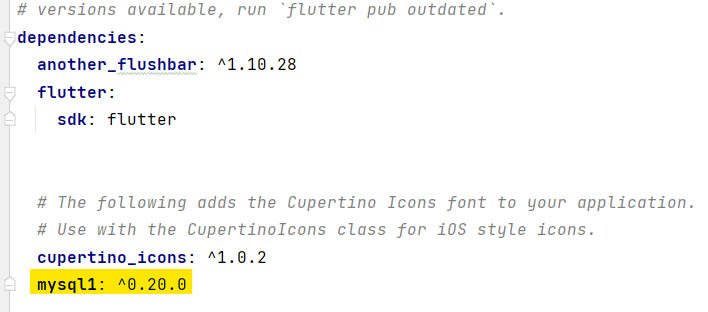 # versions available, run `flutter pub outdated`.
dependencies:
another_flushbar: ^1.10.28
flutter:
sdk: flutter
# The following adds the Cupertino Icons font to your application.
# Use with the CupertinoIcons class for iOS style icons.
cupertino_icons: ^1.0.2
mysql1: ^0.20.0